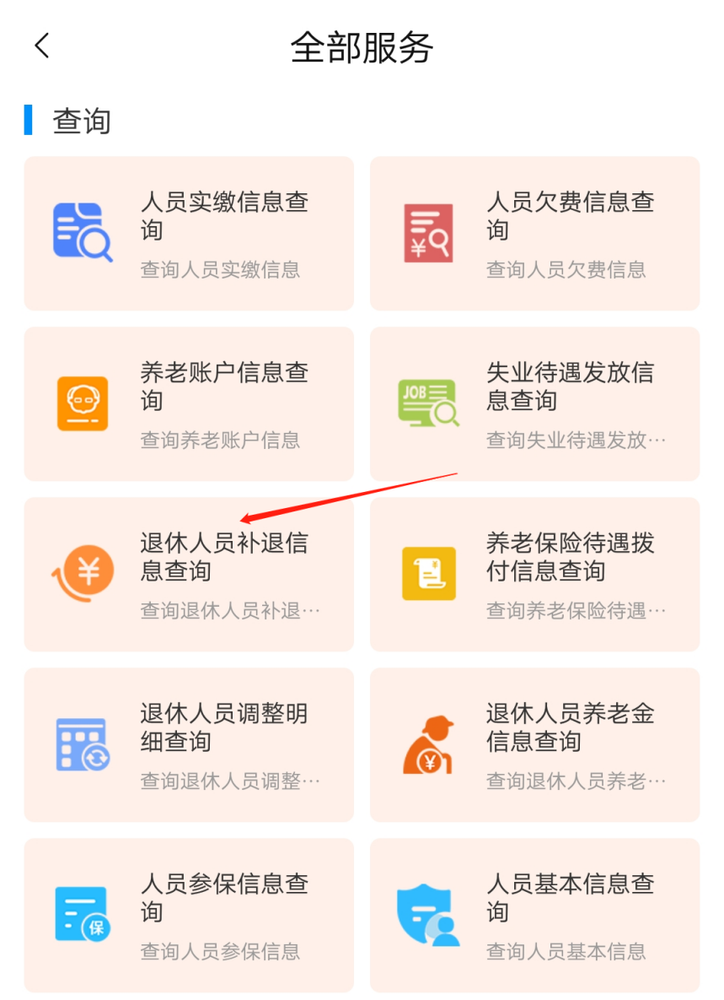 全部服务
查询
人员实缴信息查
询
查询人员实缴信息
人员欠费信息查
询
¥
查询人员欠费信息
养老账户信息查
询
查询养老账户信息
失业待遇发放信
息查询
JOB
查询失业待遇发放···
退休人员补退信
息查询
¥
查询退休人员补退···
养老保险待遇拨
付信息查询
¥
查询养老保险待遇···
退休人员调整明
细查询
查询退休人员调整···
退休人员养老金
信息查询
¥
查询退休人员养老···
人员参保信息查
询
保
查询人员参保信息
人员基本信息查
询
查询人员基本信息